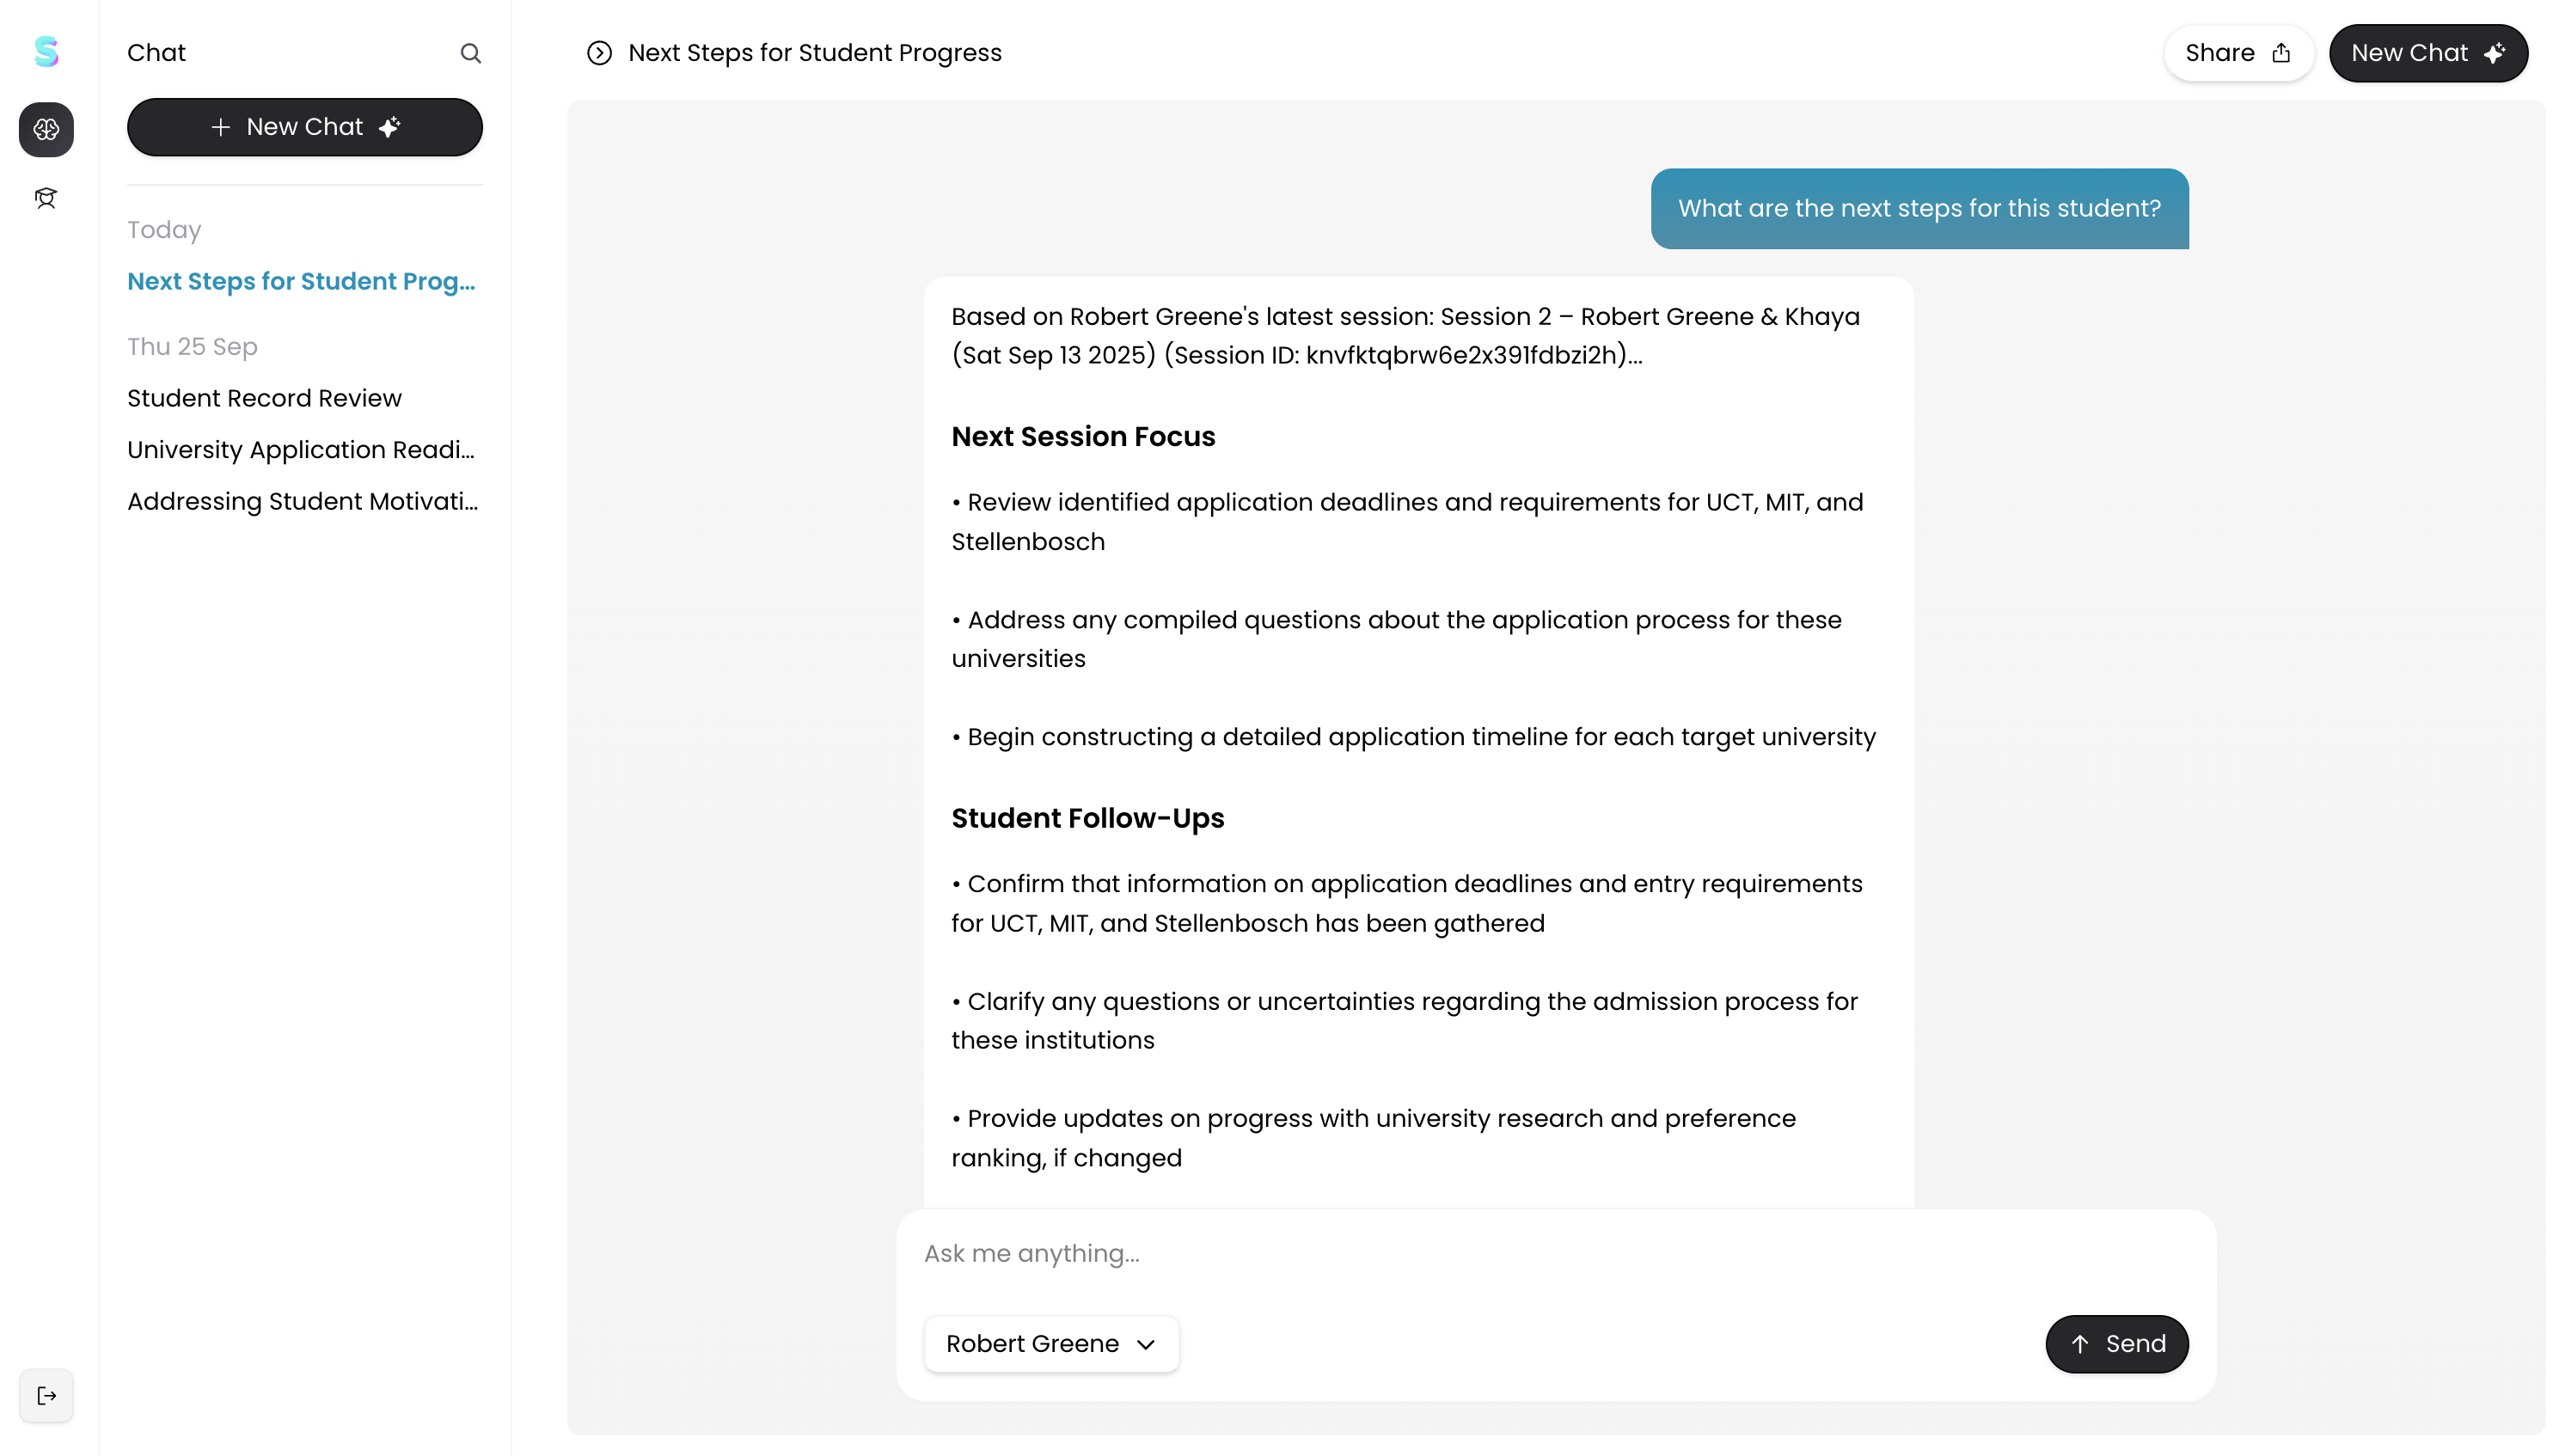 Chat
New Chat
Today
Next Steps for Student Prog...
Thu 25 Sep
Student Record Review
University Application Readi...
Addressing Student Motivati...
Next Steps for Student Progress
Share
New Chat
What are the next steps for this student?
Based on Robert Greene's latest session: Session 2 – Robert Greene & Khaya
(Sat Sep 13 2025) (Session ID: knvfktqbrw6e2x391fdbzi2h)...
Next Session Focus
• Review identified application deadlines and requirements for UCT, MIT, and
Stellenbosch
• Address any compiled questions about the application process for these
universities
• Begin constructing a detailed application timeline for each target university
Student Follow-Ups
• Confirm that information on application deadlines and entry requirements
for UCT, MIT, and Stellenbosch has been gathered
• Clarify any questions or uncertainties regarding the admission process for
these institutions
• Provide updates on progress with university research and preference
ranking, if changed
Ask me anything...
Robert Greene
Send